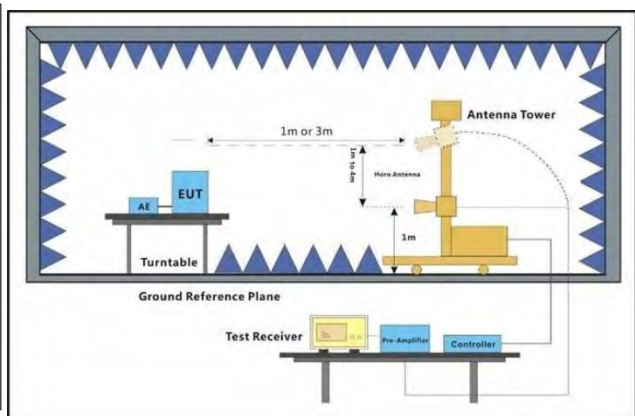 1m or 3m
Antenna Tower
1m to 4m
Horn Antenna
EUT
AE
1m
Turntable
Ground Reference Plane
Test Receiver
Pre-Amplifier
Controller